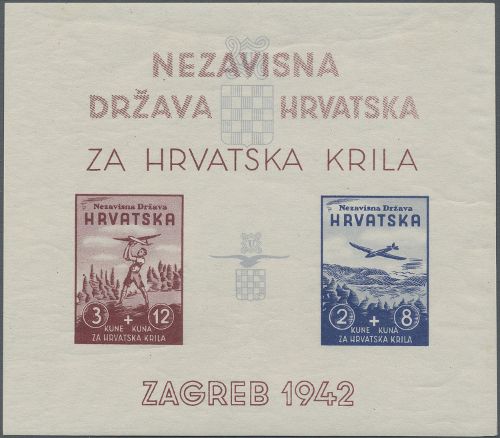 NEZAVISNA
DRŽAVA HRVATSKA
ZA HRVATSKA KRILA
Nezavisna Država
HRVATSKA
3 + 12
KUNE KUNA
ZA HRVATSKA KRILA
Nezavisna Država
HRVATSKA
2 + 8
KUNE KUNA
ZA HRVATSKA KRILA
ZAGREB 1942